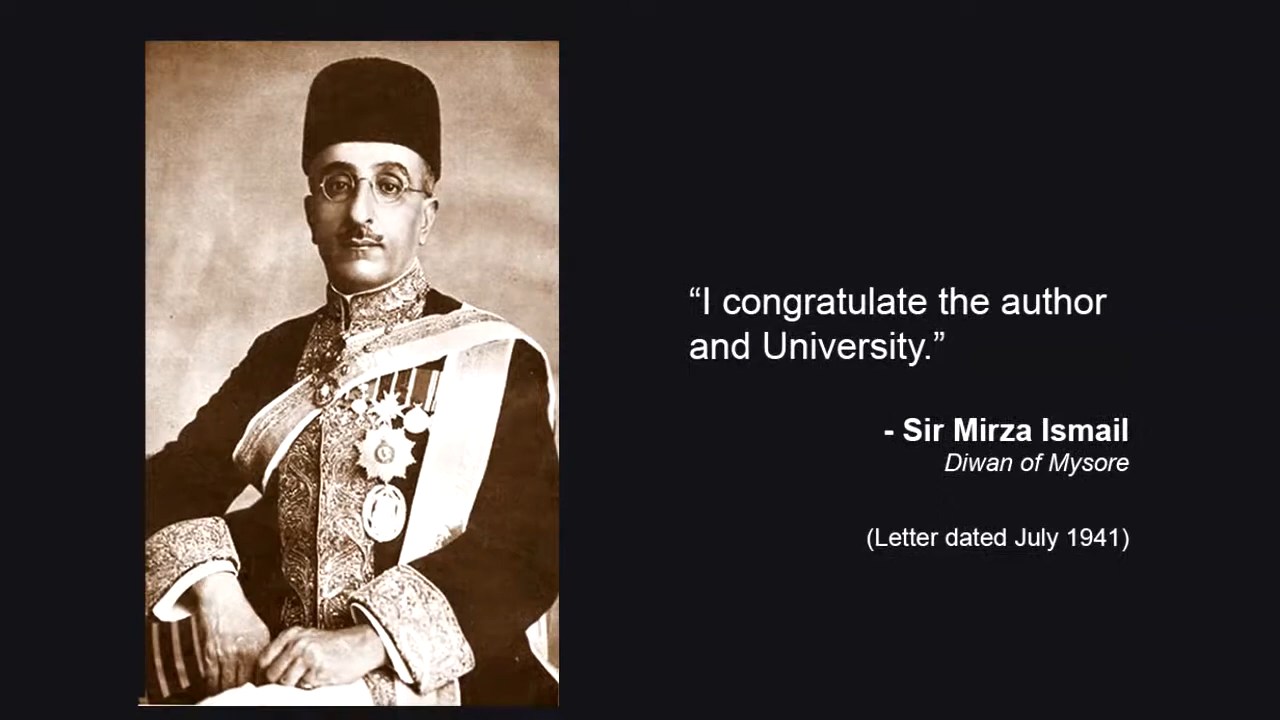 “I congratulate the author
and University.”
- Sir Mirza Ismail
Diwan of Mysore
(Letter dated July 1941)